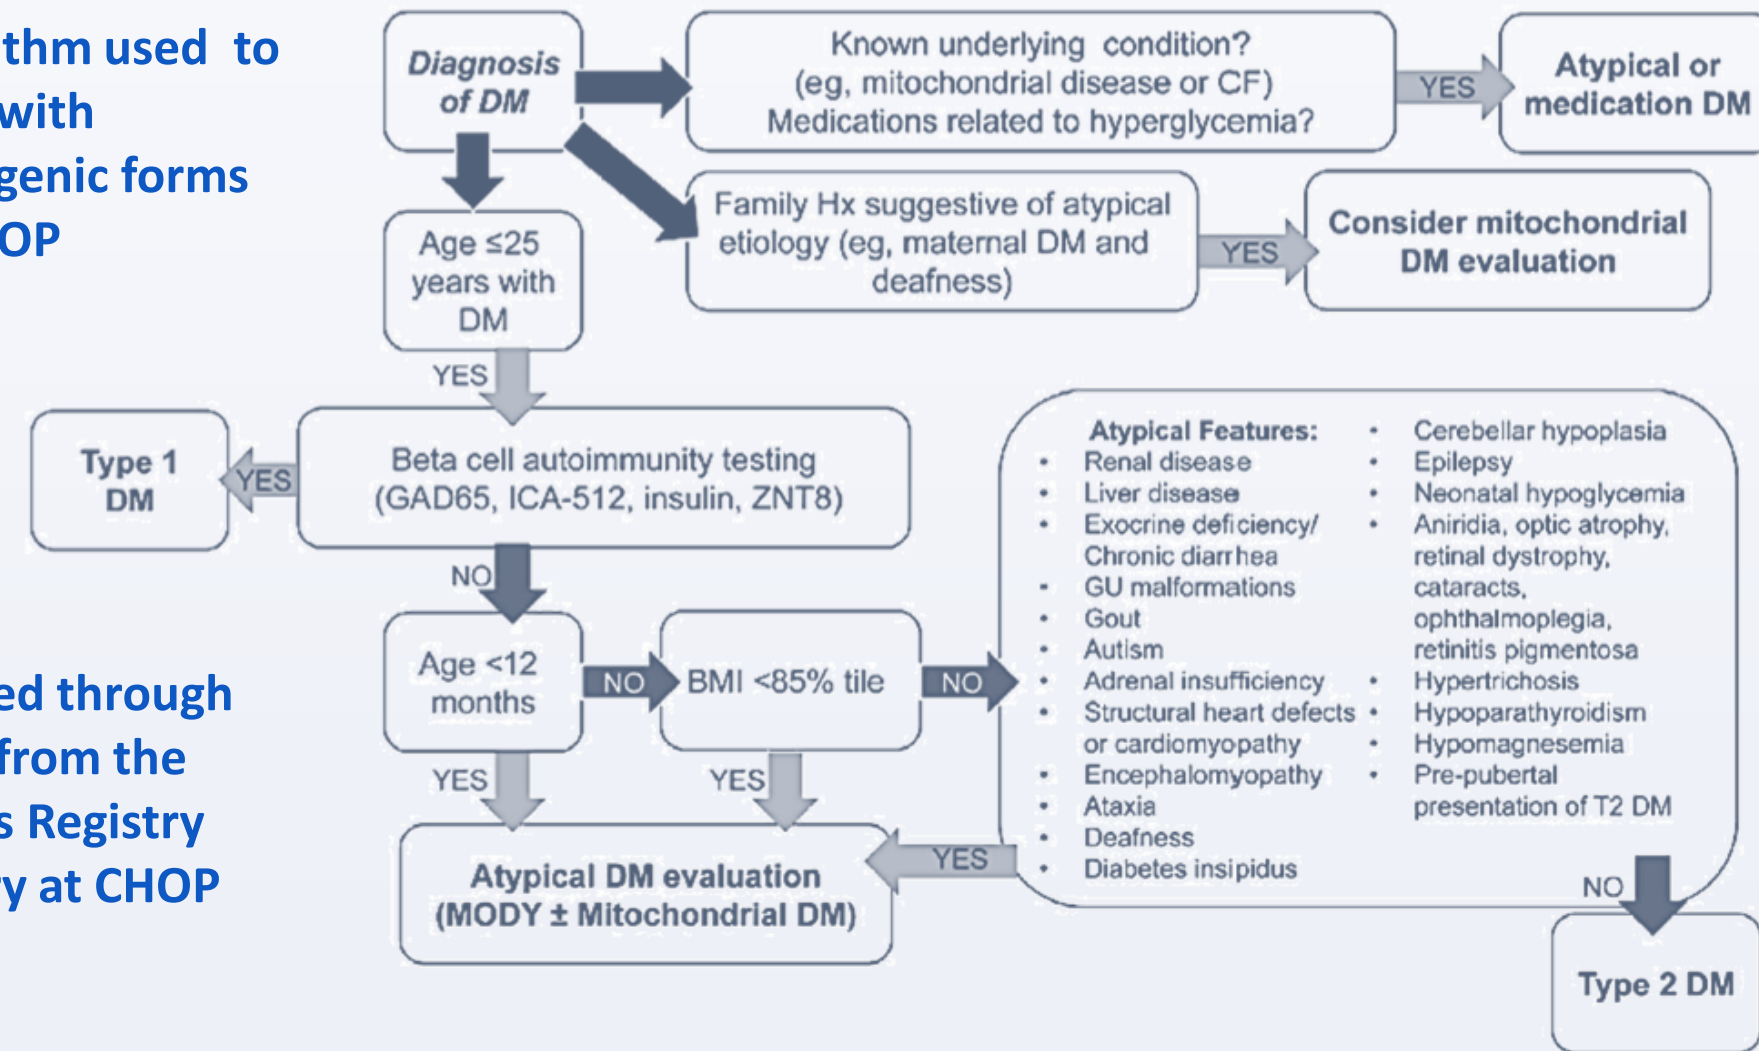 thm used to
with
genic forms
OP
ed through
from the
s Registry
ry at CHOP
Diagnosis
of DM
Known underlying condition?
(eg, mitochondrial disease or CF)
Medications related to hyperglycemia?
YES
Atypical or
medication DM
Family Hx suggestive of atypical
etiology (eg, maternal DM and
deafness)
YES
Consider mitochondrial
DM evaluation
Age ≤25
years with
DM
YES
Beta cell autoimmunity testing
(GAD65, ICA-512, insulin, ZNT8)
YES
Type 1
DM
NO
Age <12
months
NO
BMI <85% tile
NO
YES
YES
Atypical Features:
• Renal disease
• Liver disease
• Exocrine deficiency/
Chronic diarrhea
• GU malformations
• Gout
• Autism
• Adrenal insufficiency
• Structural heart defects
or cardiomyopathy
• Encephalomyopathy
• Ataxia
• Deafness
• Diabetes insipidus
• Cerebellar hypoplasia
• Epilepsy
• Neonatal hypoglycemia
• Aniridia, optic atrophy,
retinal dystrophy,
cataracts,
ophthalmoplegia,
retinitis pigmentosa
• Hypertrichosis
• Hypoparathyroidism
• Hypomagnesemia
• Pre-pubertal
presentation of T2 DM
YES
Atypical DM evaluation
(MODY ± Mitochondrial DM)
NO
Type 2 DM